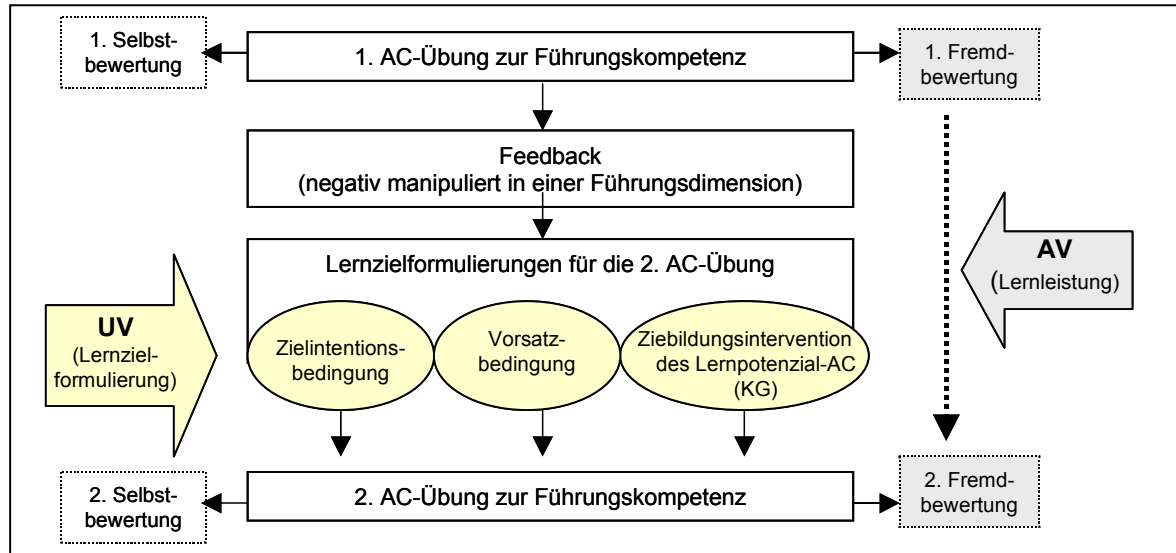 1. Selbst-
bewertung
1. AC-Übung zur Führungskompetenz
1. Fremd-
bewertung
Feedback
(negativ manipuliert in einer Führungsdimension)
Lernzielformulierungen für die 2. AC-Übung
AV
(Lernleistung)
UV
(Lernziel-
formulierung)
Zielintentions-
bedingung
Vorsatz-
bedingung
Ziebildungsintervention
des Lernpotenzial-AC
(KG)
2. Selbst-
bewertung
2. AC-Übung zur Führungskompetenz
2. Fremd-
bewertung